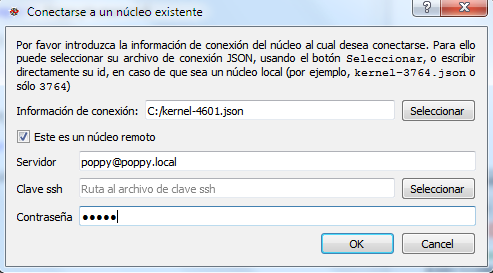 Conectarse a un núcleo existente
Por favor introduzca la información de conexión del núcleo al cual desea conectarse. Para ello
puede seleccionar su archivo de conexión JSON, usando el botón Seleccionar, o escribir
directamente su id, en caso de que sea un núcleo local (por ejemplo, kernel-3764.json o
sólo 3764)
Información de conexión: C:/kernel-4601.json Seleccionar
Este es un núcleo remoto
Servidor poppy@poppy.local
Clave ssh Ruta al archivo de clave ssh Seleccionar
Contraseña ●●●●●
OK Cancel